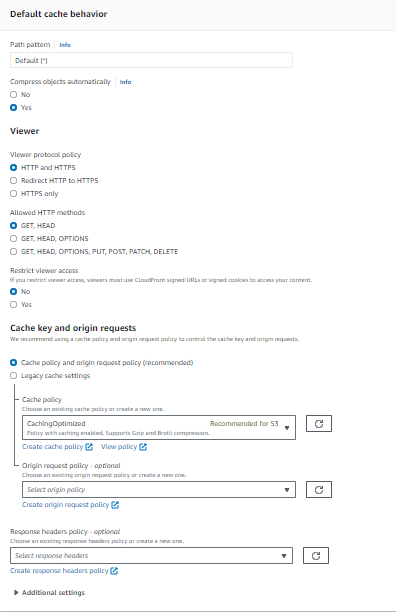 Default cache behavior
Path pattern | Info
Default (*)
Compress objects automatically | Info
No
Yes
Viewer
Viewer protocol policy
HTTP and HTTPS
Redirect HTTP to HTTPS
HTTPS only
Allowed HTTP methods
GET, HEAD
GET, HEAD, OPTIONS
GET, HEAD, OPTIONS, PUT, POST, PATCH, DELETE
Restrict viewer access
If you restrict viewer access, viewers must use CloudFront signed URLs or signed cookies to access your content.
No
Yes
Cache key and origin requests
We recommend using a cache policy and origin request policy to control the cache key and origin requests.
Cache policy and origin request policy (recommended)
Legacy cache settings
Cache policy
Choose an existing cache policy or create a new one.
CachingOptimized Recommended for S3
Policy with caching enabled. Supports Gzip and Brotli compression.
Create cache policy View policy
Origin request policy - optional
Choose an existing origin request policy or create a new one.
Select origin policy
Create origin request policy
Response headers policy - optional
Choose an existing response headers policy or create a new one.
Select response headers
Create response headers policy
Additional settings